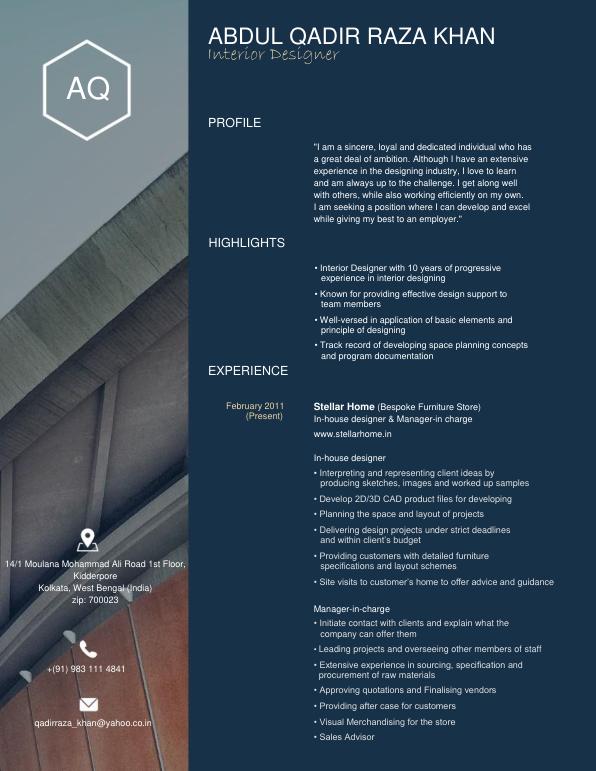 AQ
ABDUL QADIR RAZA KHAN
Interior Designer
PROFILE
"I am a sincere, loyal and dedicated individual who has
a great deal of ambition. Although I have an extensive
experience in the designing industry, I love to learn
and am always up to the challenge. I get along well
with others, while also working efficiently on my own.
I am seeking a position where I can develop and excel
while giving my best to an employer."
HIGHLIGHTS
• Interior Designer with 10 years of progressive
experience in interior designing
• Known for providing effective design support to
team members
• Well-versed in application of basic elements and
principle of designing
• Track record of developing space planning concepts
and program documentation
EXPERIENCE
February 2011
(Present)
Stellar Home (Bespoke Furniture Store)
In-house designer & Manager-in charge
www.stellarhome.in
In-house designer
• Interpreting and representing client ideas by
producing sketches, images and worked up samples
• Develop 2D/3D CAD product files for developing
• Planning the space and layout of projects
• Delivering design projects under strict deadlines
and within client's budget
• Providing customers with detailed furniture
specifications and layout schemes
• Site visits to customer's home to offer advice and guidance
Manager-in-charge
• Initiate contact with clients and explain what the
company can offer them
• Leading projects and overseeing other members of staff
• Extensive experience in sourcing, specification and
procurement of raw materials
• Approving quotations and Finalising vendors
• Providing after case for customers
• Visual Merchandising for the store
• Sales Advisor
14/1 Moulana Mohammad Ali Road 1st Floor,
Kidderpore
Kolkata, West Bengal (India)
zip: 700023
+(91) 983 111 4841
qadirraza_khan@yahoo.co.in